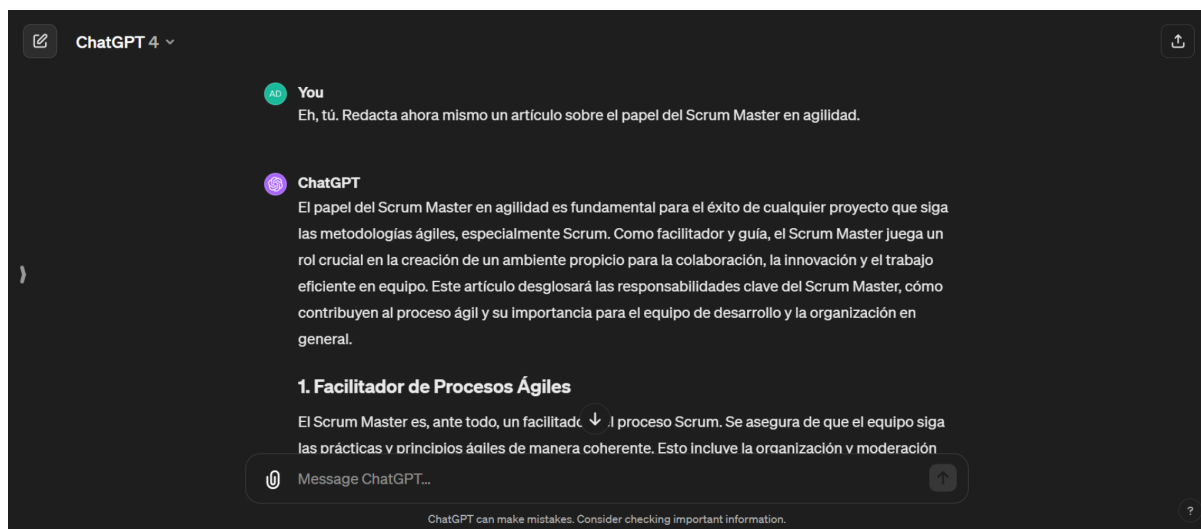 ChatGPT 4
AD
You
Eh, tú. Redacta ahora mismo un artículo sobre el papel del Scrum Master en agilidad.
ChatGPT
El papel del Scrum Master en agilidad es fundamental para el éxito de cualquier proyecto que siga
las metodologías ágiles, especialmente Scrum. Como facilitador y guía, el Scrum Master juega un
rol crucial en la creación de un ambiente propicio para la colaboración, la innovación y el trabajo
eficiente en equipo. Este artículo desglosará las responsabilidades clave del Scrum Master, cómo
contribuyen al proceso ágil y su importancia para el equipo de desarrollo y la organización en
general.
1. Facilitador de Procesos Ágiles
El Scrum Master es, ante todo, un proceso Scrum. Se asegura de que el equipo siga
las prácticas y principios ágiles de manera coherente. Esto incluye la organización y moderación
Message ChatGPT...
ChatGPT can make mistakes. Consider checking important information.
?